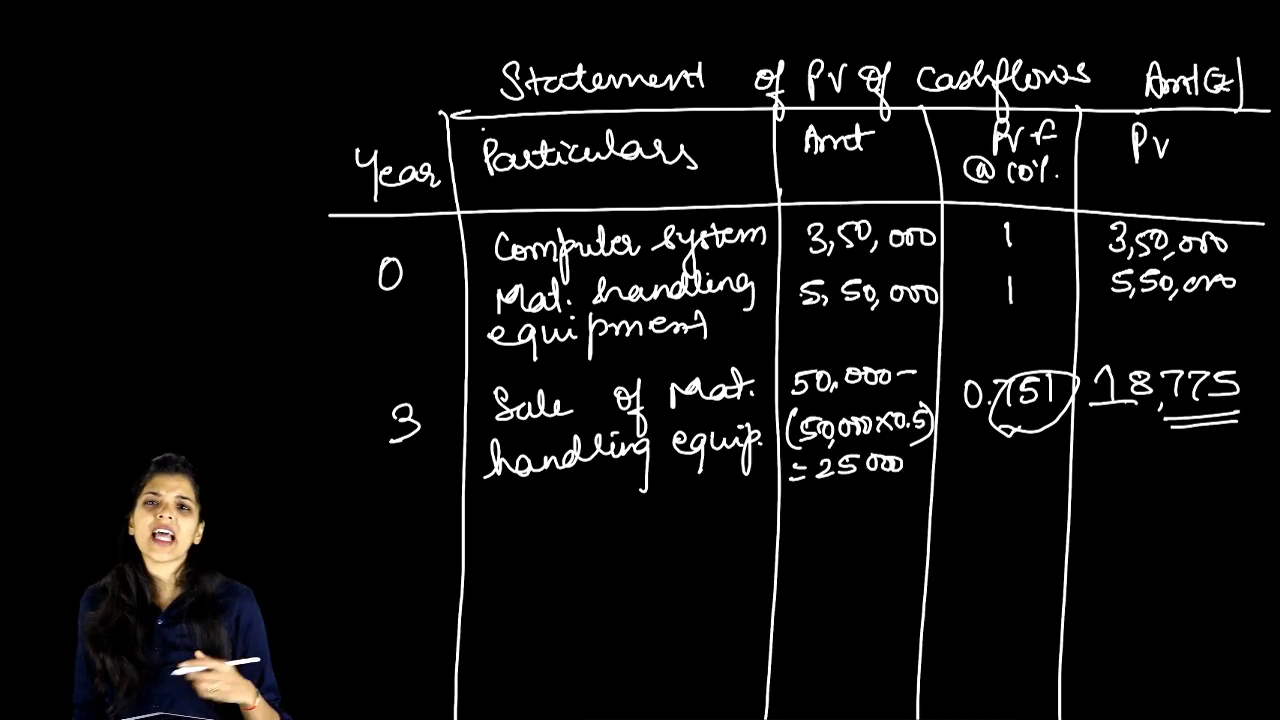 Statement of PV of Cashflows Amt(₹)
Year Particulars Amt PVf @ 10%. PV
0 Computer system 3,50,000 1 3,50,000
Mat. handling equipment 5,50,000 1 5,50,000
3 Sale of Mat. handling equip. 50,000- (50,000x0.5) = 25000 0.751 18,775